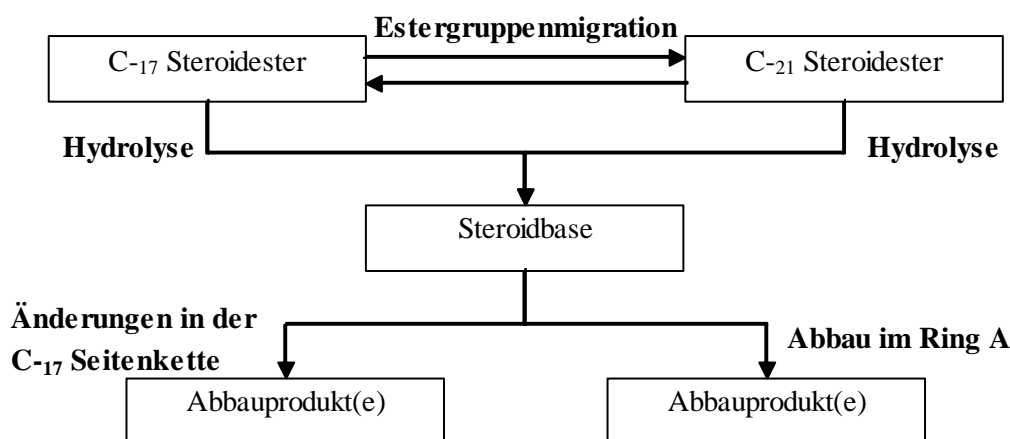 Estergruppenmigration
C-17 Steroidester
C-21 Steroidester
Hydrolyse
Hydrolyse
Steroidbase
Änderungen in der
C-17 Seitenkette
Abbau im Ring A
Abbauprodukt(e)
Abbauprodukt(e)